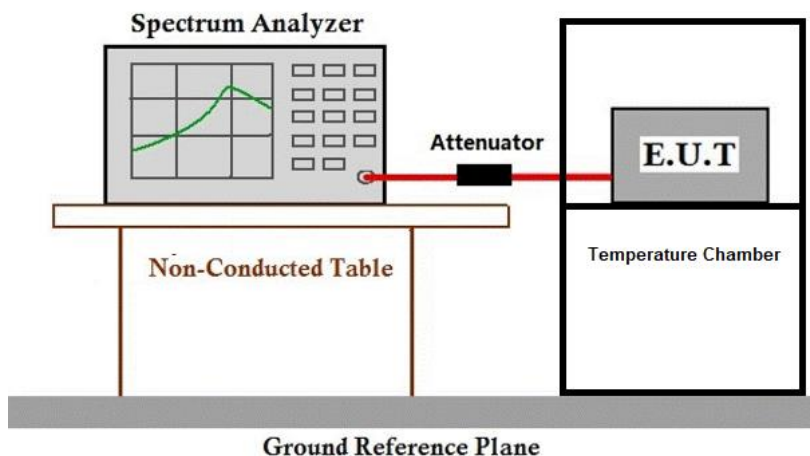 Spectrum Analyzer
Attenuator
E.U.T
Temperature Chamber
Non-Conducted Table
Ground Reference Plane